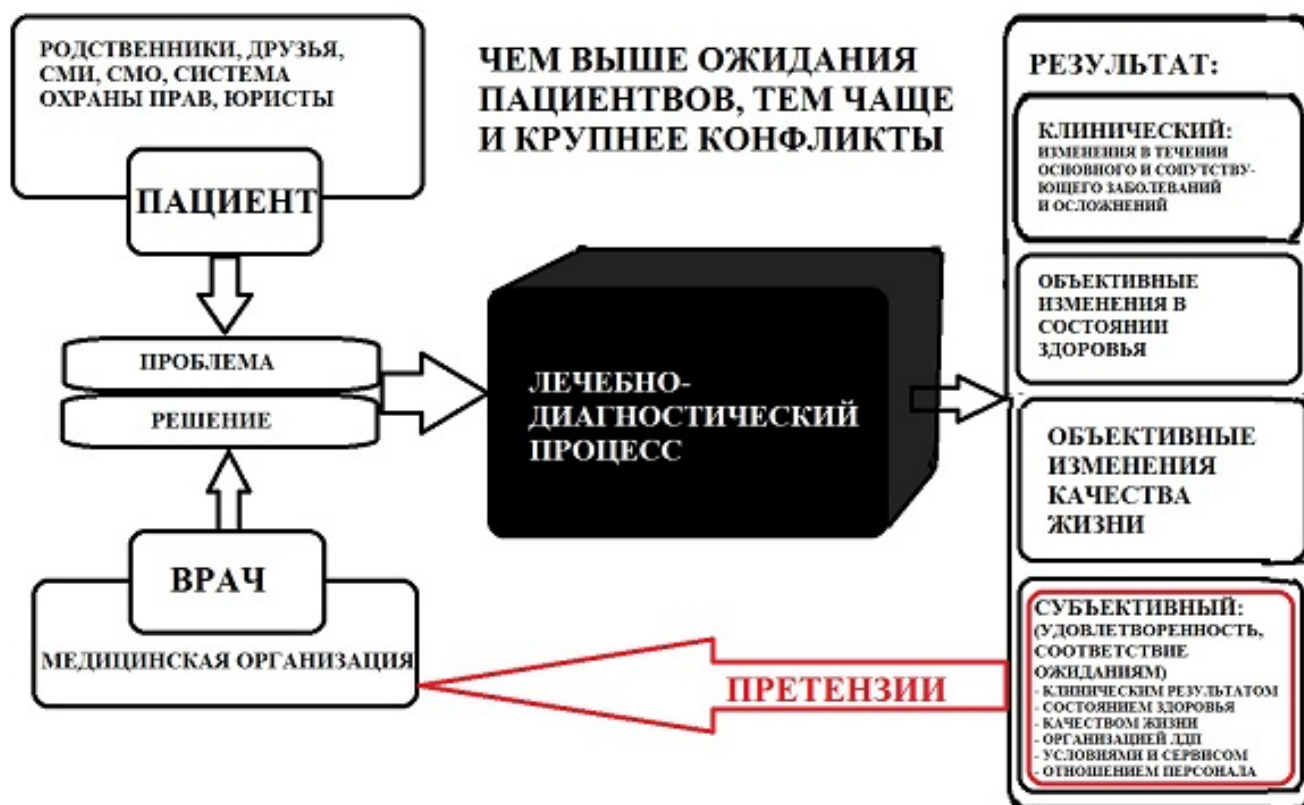 РОДСТВЕННИКИ, ДРУЗЬЯ,
СМИ, СМО, СИСТЕМА
ОХРАНЫ ПРАВ, ЮРИСТЫ
ПАЦИЕНТ
ЧЕМ ВЫШЕ ОЖИДАНИЯ
ПАЦИЕНТВОВ, ТЕМ ЧАЩЕ
И КРУПНЕЕ КОНФЛИКТЫ
ПРОБЛЕМА
РЕШЕНИЕ
ВРАЧ
МЕДИЦИНСКАЯ ОРГАНИЗАЦИЯ
ЛЕЧЕБНО-
ДИАГНОСТИЧЕСКИЙ
ПРОЦЕСС
РЕЗУЛЬТАТ:
КЛИНИЧЕСКИЙ:
ИЗМЕНЕНИЯ В ТЕЧЕНИИ
ОСНОВНОГО И СОПУТСТВУ-
ЮЩЕГО ЗАБОЛЕВАНИЙ
И ОСЛОЖНЕНИЙ
ОБЪЕКТИВНЫЕ
ИЗМЕНЕНИЯ В
СОСТОЯНИИ
ЗДОРОВЬЯ
ОБЪЕКТИВНЫЕ
ИЗМЕНЕНИЯ
КАЧЕСТВА
ЖИЗНИ
СУБЪЕКТИВНЫЙ:
(УДОВЛЕТВОРЕННОСТЬ,
СООТВЕТСТВИЕ
ОЖИДАНИЯМ)
- КЛИНИЧЕСКИМ РЕЗУЛЬТАТОМ
- СОСТОЯНИЕМ ЗДОРОВЬЯ
- КАЧЕСТВОМ ЖИЗНИ
- ОРГАНИЗАЦИЕЙ ЛДП
- УСЛОВИЯМИ И СЕРВИСОМ
- ОТНОШЕНИЕМ ПЕРСОНАЛА
ПРЕТЕНЗИИ